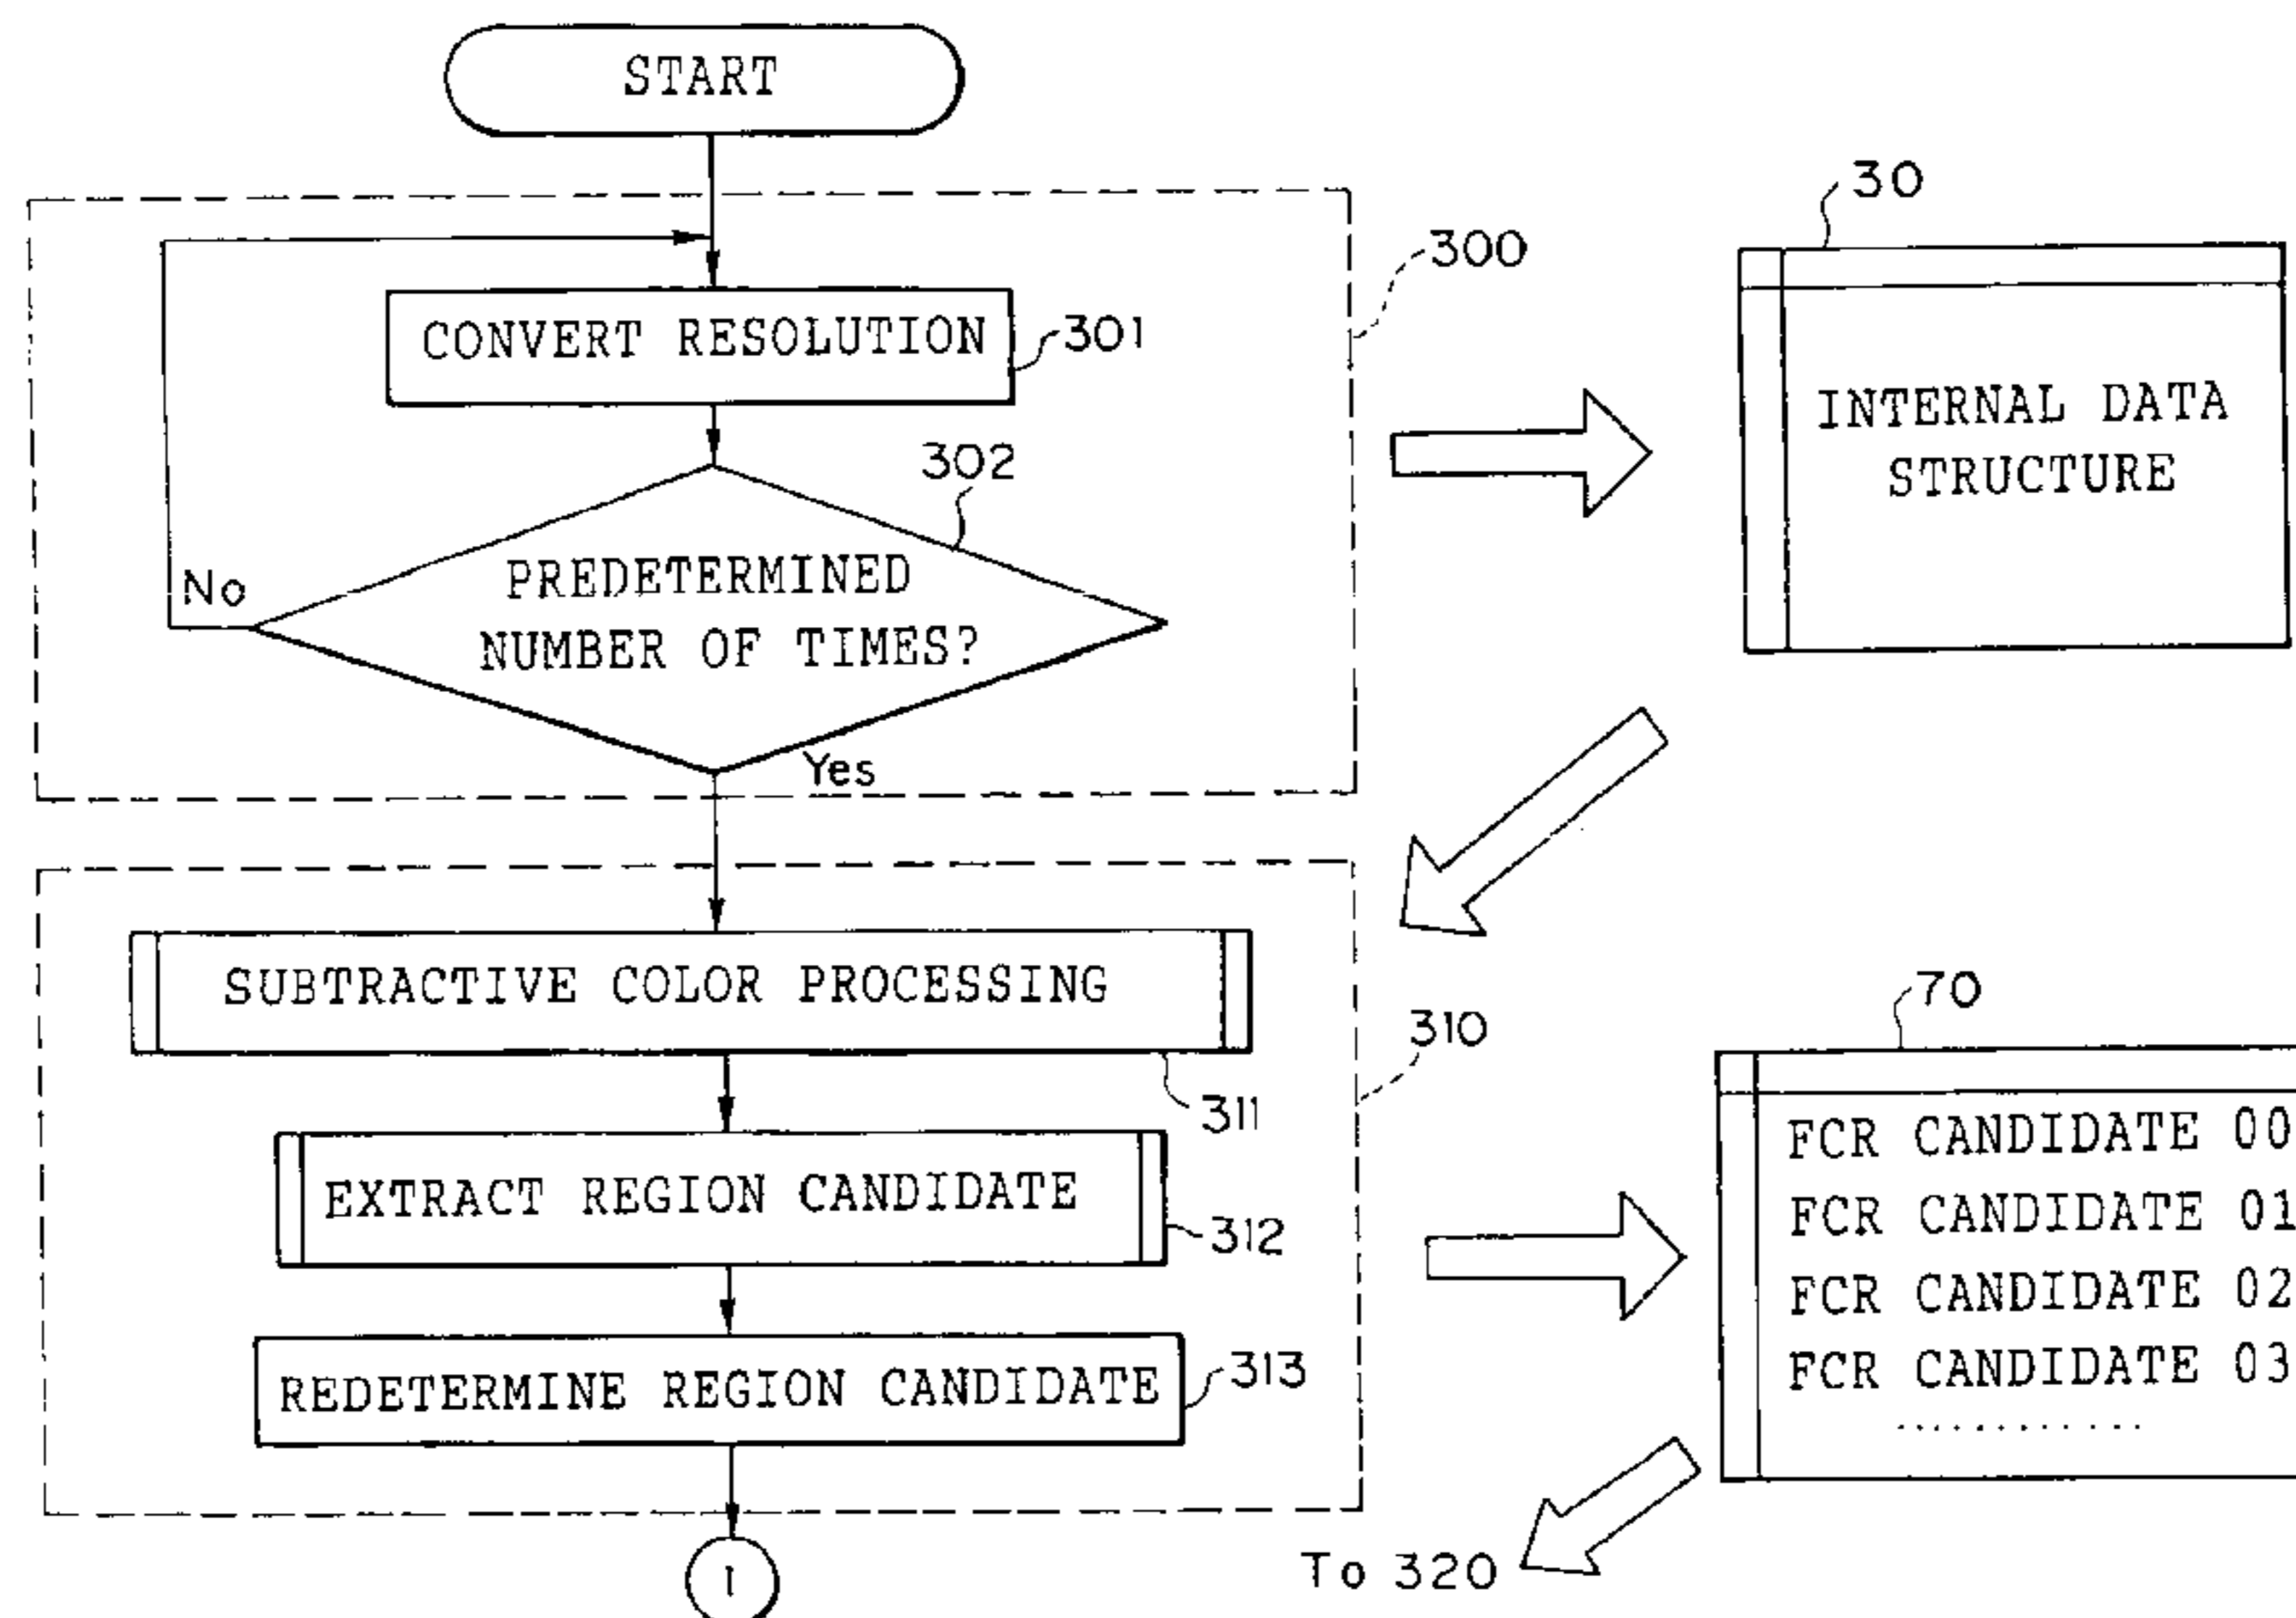 START
30
300
CONVERT RESOLUTION
301
INTERNAL DATA
STRUCTURE
302
PREDETERMINED
NUMBER OF TIMES?
No
Yes
SUBTRACTIVE COLOR PROCESSING
310
70
311
FCR CANDIDATE 00
EXTRACT REGION CANDIDATE
312
FCR CANDIDATE 01
FCR CANDIDATE 02
REDETERMINE REGION CANDIDATE
313
FCR CANDIDATE 03
...........
To 320
1